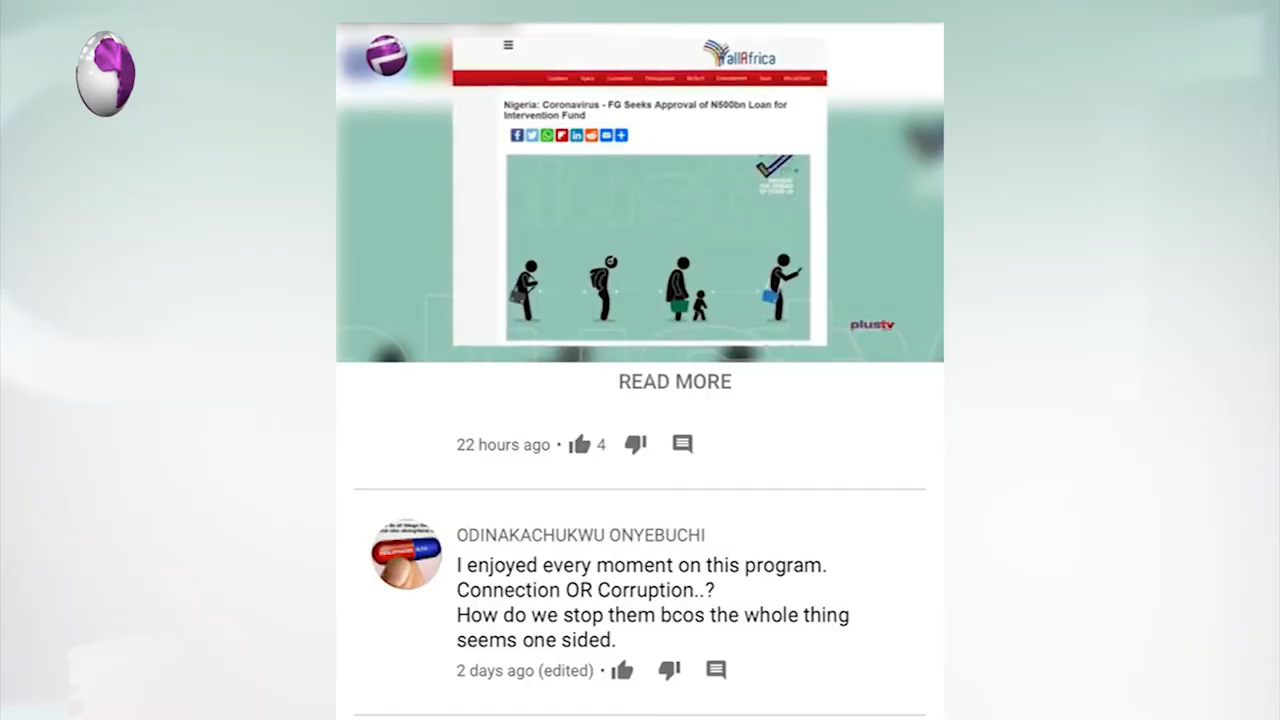 allAfrica
Nigeria: Coronavirus - FG Seeks Approval of N500bn Loan for
Intervention Fund
plustv
READ MORE
22 hours ago • 4
ODINAKACHUKWU ONYEBUCHI
I enjoyed every moment on this program.
Connection OR Corruption..?
How do we stop them bcos the whole thing
seems one sided.
2 days ago (edited) •